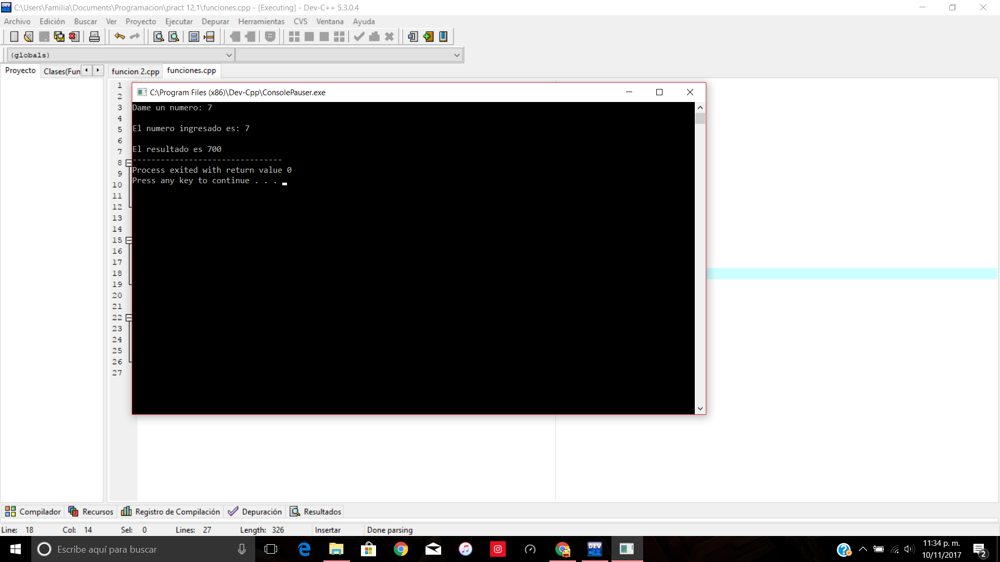 C:\Users\Familia\Documents\Programacion\pract 12,1\funciones.cpp - [Executing] - Dev-C++ 5.3.0.4
Archivo Edición Buscar Ver Proyecto Ejecutar Depurar Herramientas CVS Ventana Ayuda
(globals)
Proyecto Clases(Fun funcion 2.cpp funciones.cpp
C:\Program Files (x86)\Dev-Cpp\ConsolePauser.exe
Dame un numero: 7
El numero ingresado es: 7
El resultado es 700
--------------------------------
Process exited with return value 0
Press any key to continue . . .
1
2
3
4
5
6
7
8
9
10
11
12
13
14
15
16
17
18
19
20
21
22
23
24
25
26
27
Compilador Recursos Registro de Compilación Depuración Resultados
Line: 18 Col: 14 Sel: 0 Lines: 27 Length: 326 Insertar Done parsing
Escribe aquí para buscar
DEV C++
11:34 p. m.
10/11/2017
2